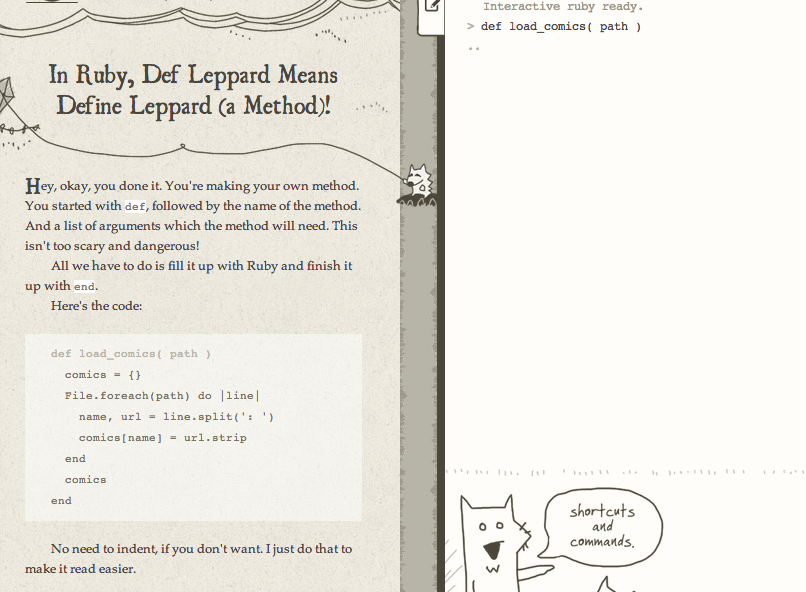 In Ruby, Def Leppard Means
Define Leppard (a Method)!
Hey, okay, you done it. You're making your own method.
You started with def, followed by the name of the method.
And a list of arguments which the method will need. This
isn't too scary and dangerous!
All we have to do is fill it up with Ruby and finish it
up with end.
Here's the code:
def load_comics( path )
  comics = {}
  File.foreach(path) do |line|
    name, url = line.split(': ')
    comics[name] = url.strip
  end
  comics
end
No need to indent, if you don't want. I just do that to
make it read easier.
Interactive ruby ready.
> def load_comics( path )
..
shortcuts
and
commands.